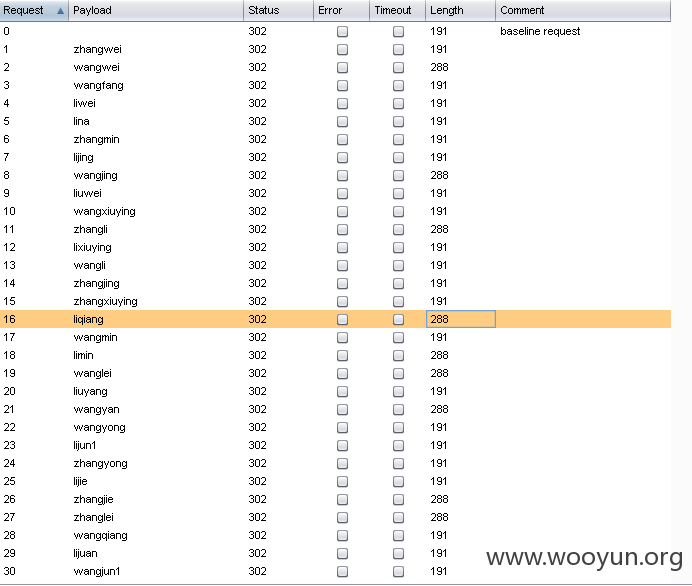 Request Payload Status Error Timeout Length Comment
0 302 191 baseline request
1 zhangwei 302 191
2 wangwei 302 288
3 wangfang 302 191
4 liwei 302 191
5 lina 302 191
6 zhangmin 302 191
7 lijing 302 191
8 wangjing 302 288
9 liuwei 302 191
10 wangxiuying 302 191
11 zhangli 302 288
12 lixiuying 302 191
13 wangli 302 191
14 zhangjing 302 191
15 zhangxiuying 302 191
16 liqiang 302 288
17 wangmin 302 191
18 limin 302 288
19 wanglei 302 288
20 liuyang 302 191
21 wangyan 302 288
22 wangyong 302 191
23 lijun1 302 191
24 zhangyong 302 191
25 lijie 302 191
26 zhangjie 302 288
27 zhanglei 302 288
28 wangqiang 302 191
29 lijuan 302 191
30 wangjun1 302 191
www.wooyun.org